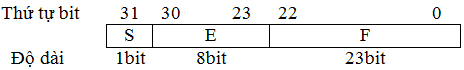 Thứ tự bit 31 30 23 22 0
S E F
Độ dài 1bit 8bit 23bit